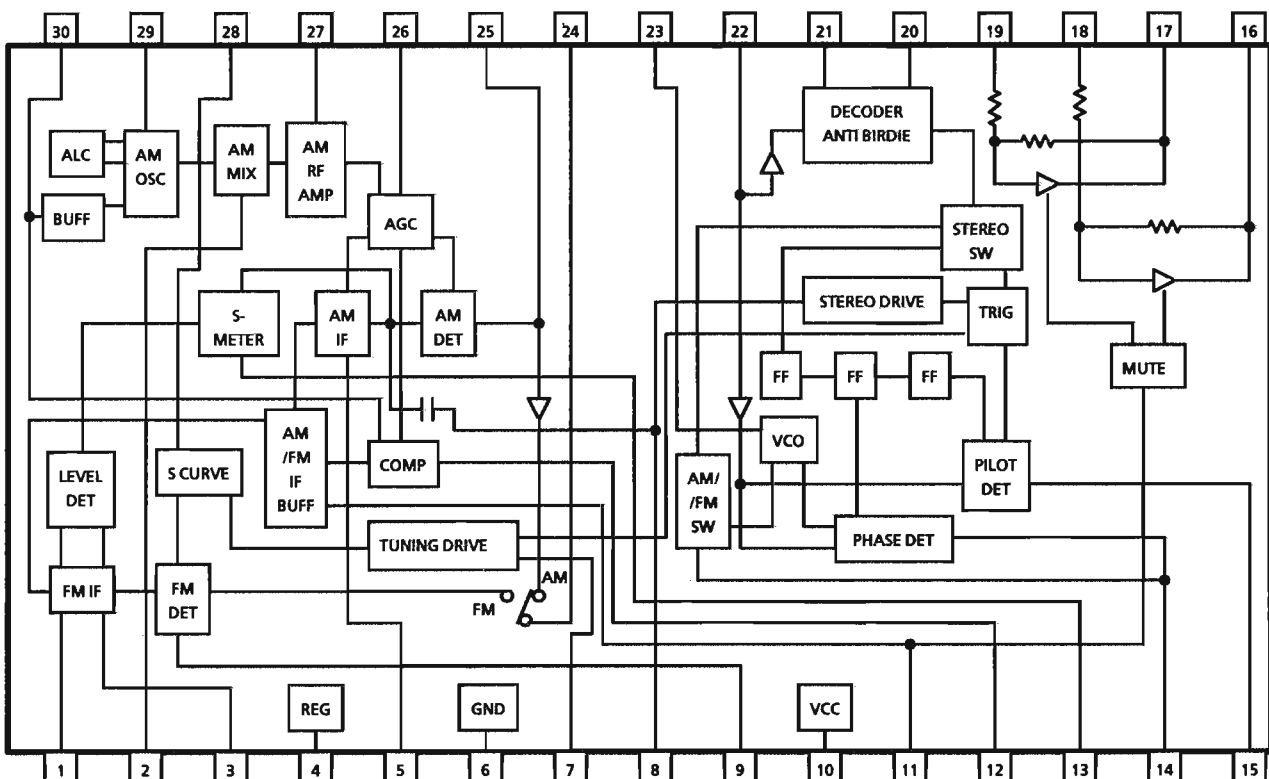 30 29 28 27 26 25 24 23 22 21 20 19 18 17 16
ALC
AM
OSC
BUFF
AM
MIX
AM
RF
AMP
AGC
DECODER
ANTI BIRDIE
STEREO
SW
STEREO DRIVE
TRIG
S-
METER
AM
IF
AM
DET
MUTE
FF
FF
FF
VCO
AM
/FM
IF
BUFF
COMP
LEVEL
DET
S CURVE
AM/
/FM
SW
PILOT
DET
TUNING DRIVE
PHASE DET
FM IF
FM
DET
FM
AM
REG
GND
VCC
1 2 3 4 5 6 7 8 9 10 11 12 13 14 15